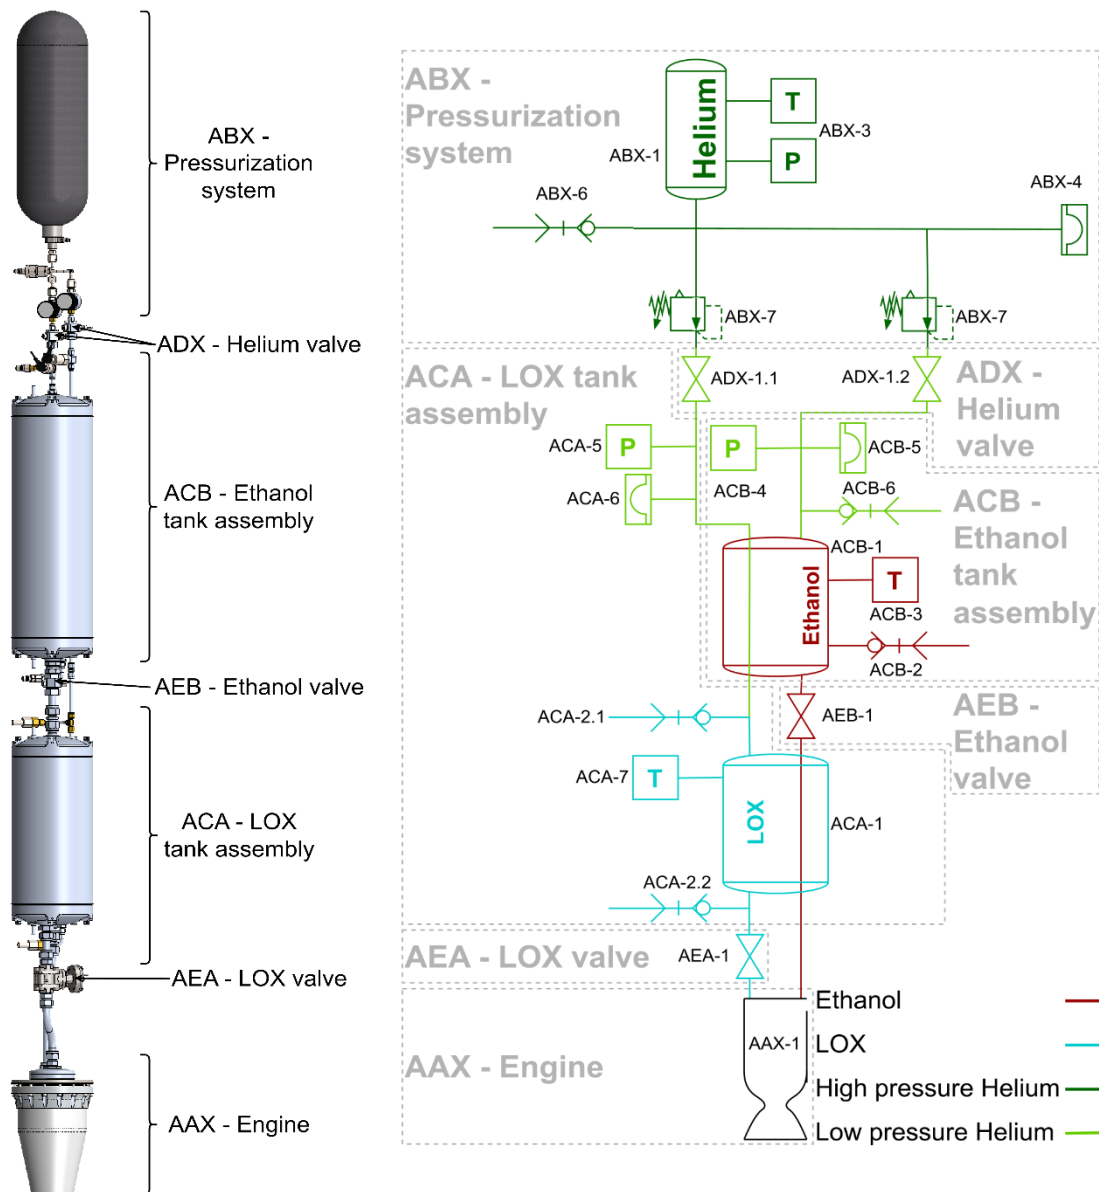 ABX -
Pressurization
system
ADX - Helium valve
ACB - Ethanol
tank assembly
AEB - Ethanol valve
ACA - LOX
tank assembly
AEA - LOX valve
AAX - Engine
ABX -
Pressurization
system
Helium
T
P
ABX-3
ABX-1
ABX-6
ABX-4
ABX-7
ABX-7
ACA - LOX tank
assembly
ADX-1.1
ADX-1.2
ADX -
Helium
valve
ACA-5
P
P
ACB-5
ACB-4
ACA-6
ACB-6
ACB -
Ethanol
tank
assembly
ACB-1
Ethanol
T
ACB-3
ACB-2
AEB-1
AEB -
Ethanol
valve
ACA-2.1
ACA-7
T
LOX
ACA-1
ACA-2.2
AEA - LOX valve
AEA-1
AAX - Engine
AAX-1
Ethanol
LOX
High pressure Helium
Low pressure Helium